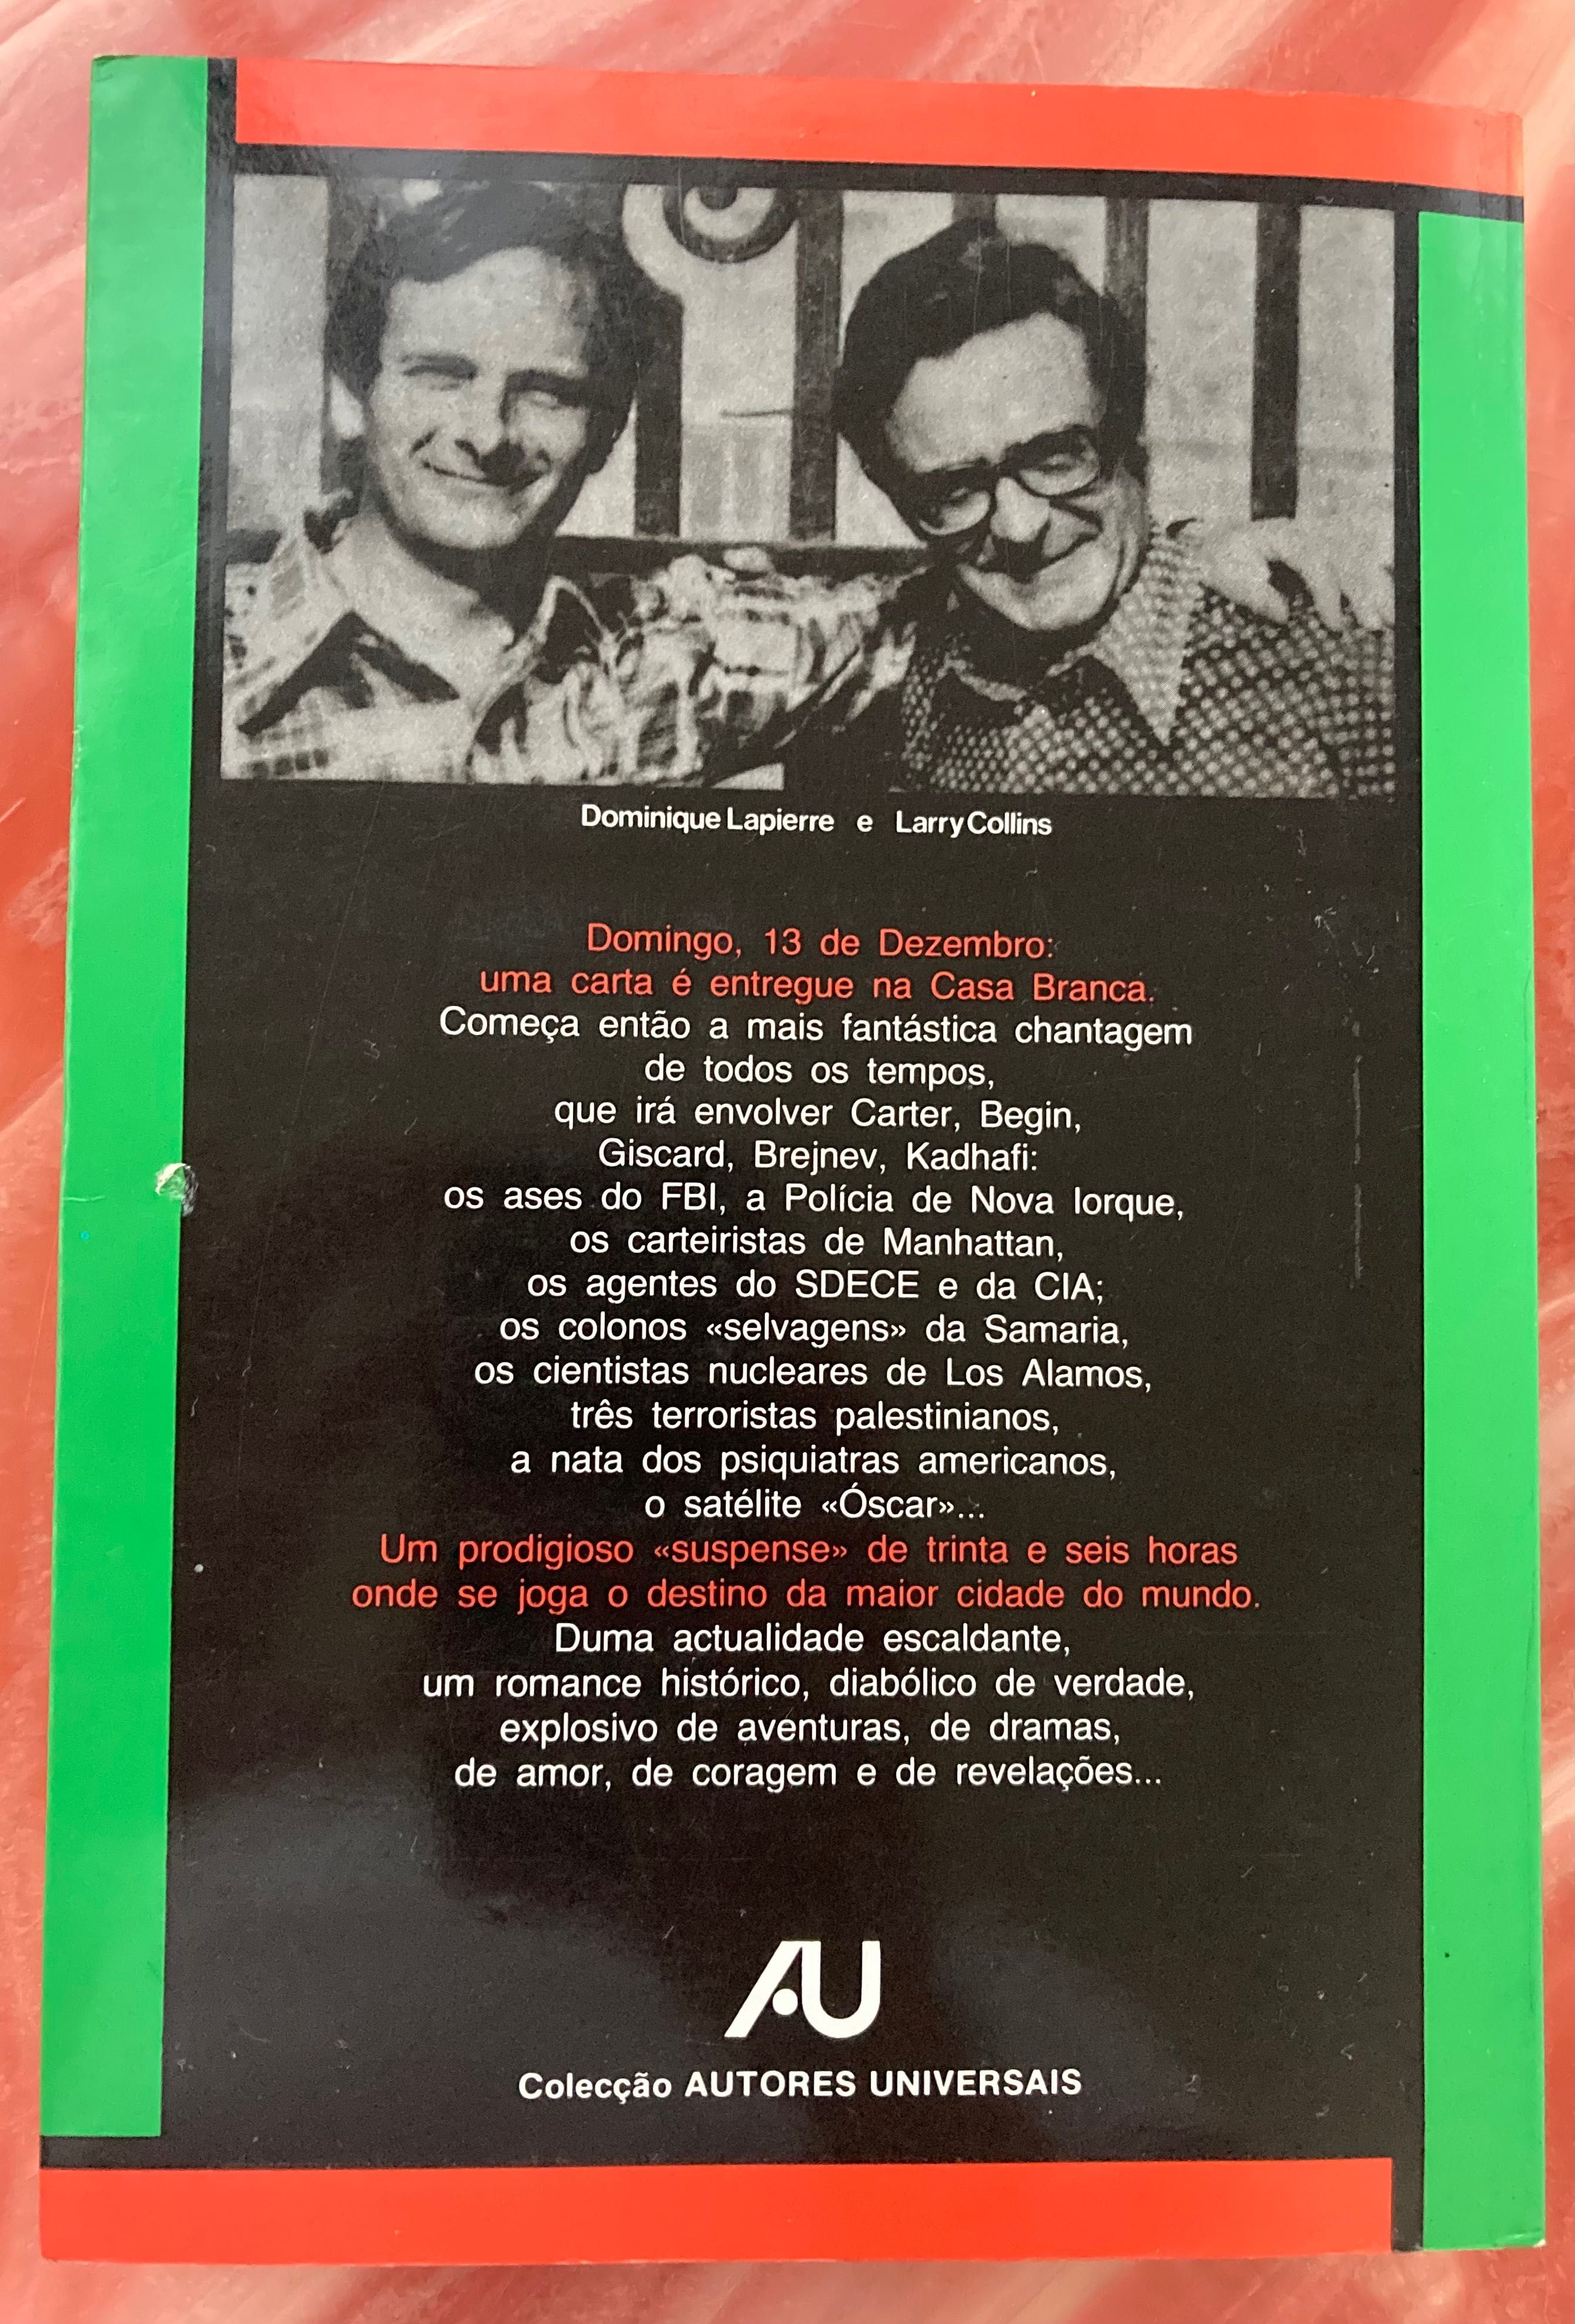 Dominique Lapierre e Larry Collins
Domingo, 13 de Dezembro:
uma carta é entregue na Casa Branca.
Começa então a mais fantástica chantagem
de todos os tempos,
que irá envolver Carter, Begin,
Giscard, Brejnev, Kadhafi:
os ases do FBI, a Polícia de Nova Iorque,
os carteiristas de Manhattan,
os agentes do SDECE e da CIA;
os colonos «selvagens» da Samaria,
os cientistas nucleares de Los Alamos,
três terroristas palestinianos,
a nata dos psiquiatras americanos,
o satélite «Óscar»...
Um prodigioso «suspense» de trinta e seis horas
onde se joga o destino da maior cidade do mundo.
Duma actualidade escaldante,
um romance histórico, diabólico de verdade,
explosivo de aventuras, de dramas,
de amor, de coragem e de revelações...
AU
Colecção AUTORES UNIVERSAIS